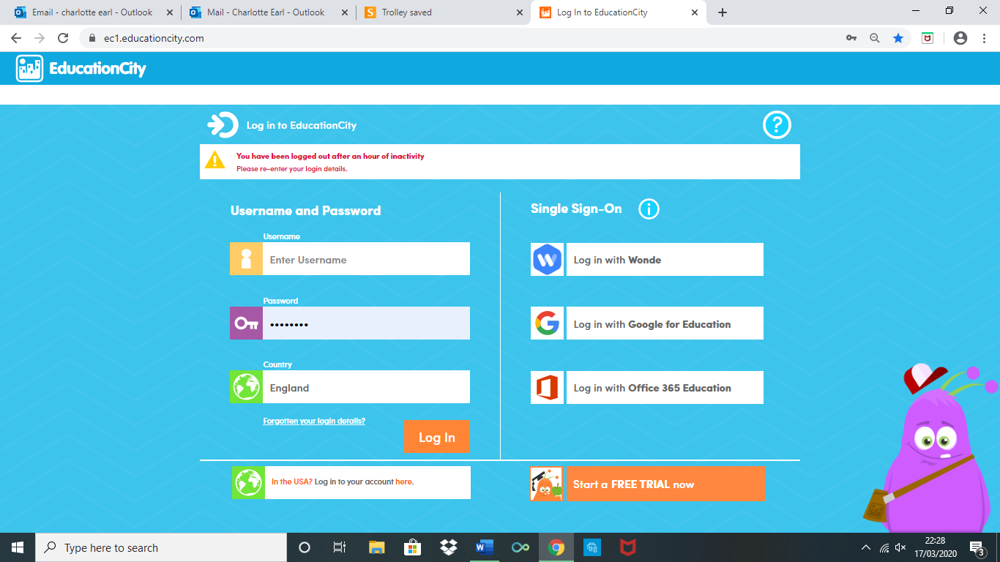 Email - charlotte earl - Outlook
Mail - Charlotte Earl - Outlook
Trolley saved
Log In to EducationCity
ec1.educationcity.com
EducationCity
Log in to EducationCity
?
You have been logged out after an hour of inactivity
Please re-enter your login details.
Username and Password
Username
Enter Username
Password
••••••••
Country
England
Forgotten your login details?
Log In
In the USA? Log in to your account here.
Single Sign-On
i
Log in with Wonde
Log in with Google for Education
Log in with Office 365 Education
Start a FREE TRIAL now
Type here to search
22:28
17/03/2020
3